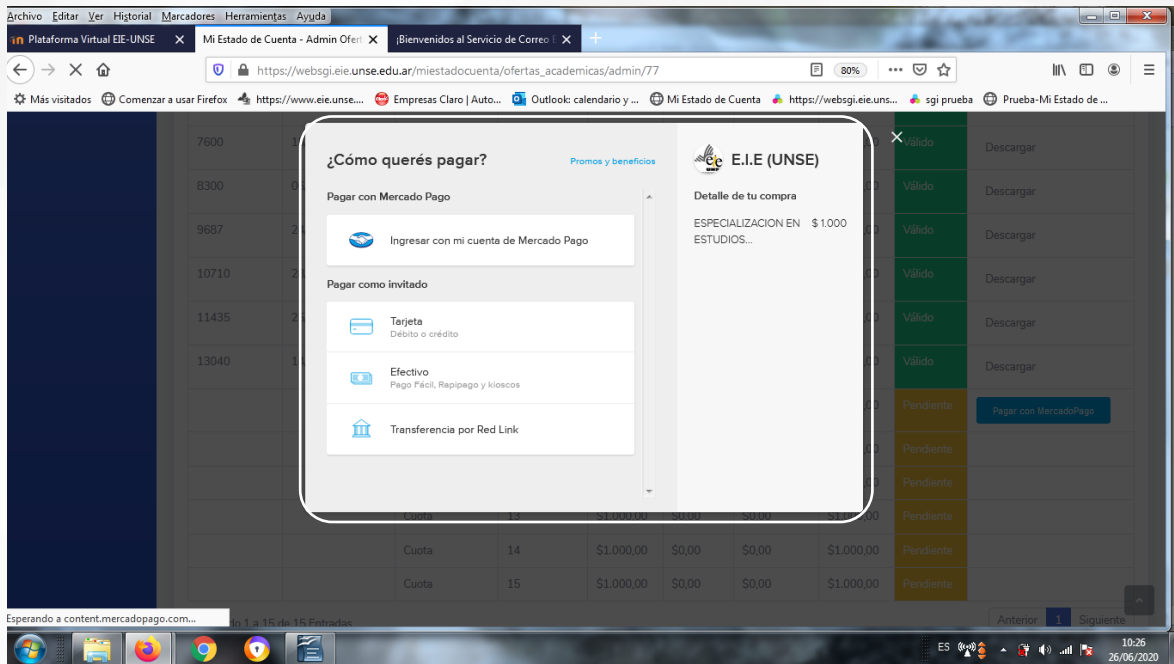 Archivo Editar Ver Historial Marcadores Herramientas Ayuda
Plataforma Virtual EIE-UNSE
Mi Estado de Cuenta - Admin Ofert
¡Bienvenidos al Servicio de Correo E
https://websgi.eie.unse.edu.ar/miestadocuenta/ofertas_academicas/admin/77
80%
Más visitados
Comenzar a usar Firefox
https://www.eie.unse....
Empresas Claro | Auto...
Outlook: calendario y ...
Mi Estado de Cuenta
https://websgi.eie.uns...
sgi prueba
Prueba-Mi Estado de ...
¿Cómo querés pagar?
Promos y beneficios
Pagar con Mercado Pago
Ingresar con mi cuenta de Mercado Pago
Pagar como invitado
Tarjeta
Débito o crédito
Efectivo
Pago Fácil, Rapipago y kioscos
Transferencia por Red Link
E.I.E (UNSE)
Detalle de tu compra
ESPECIALIZACION EN $ 1.000
ESTUDIOS...
7600 Válido Descargar
8300 Válido Descargar
9687 Válido Descargar
10710 Válido Descargar
11435 Válido Descargar
13040 Válido Descargar
Pendiente Pagar con MercadoPago
Pendiente
Pendiente
Cuota 13 $1.000,00 $0,00 $0,00 $1.000,00 Pendiente
Cuota 14 $1.000,00 $0,00 $0,00 $1.000,00 Pendiente
Cuota 15 $1.000,00 $0,00 $0,00 $1.000,00 Pendiente
1 a 15 de 15 Entradas
Anterior 1 Siguiente
Esperando a content.mercadopago.com...
ES
10:26
26/06/2020